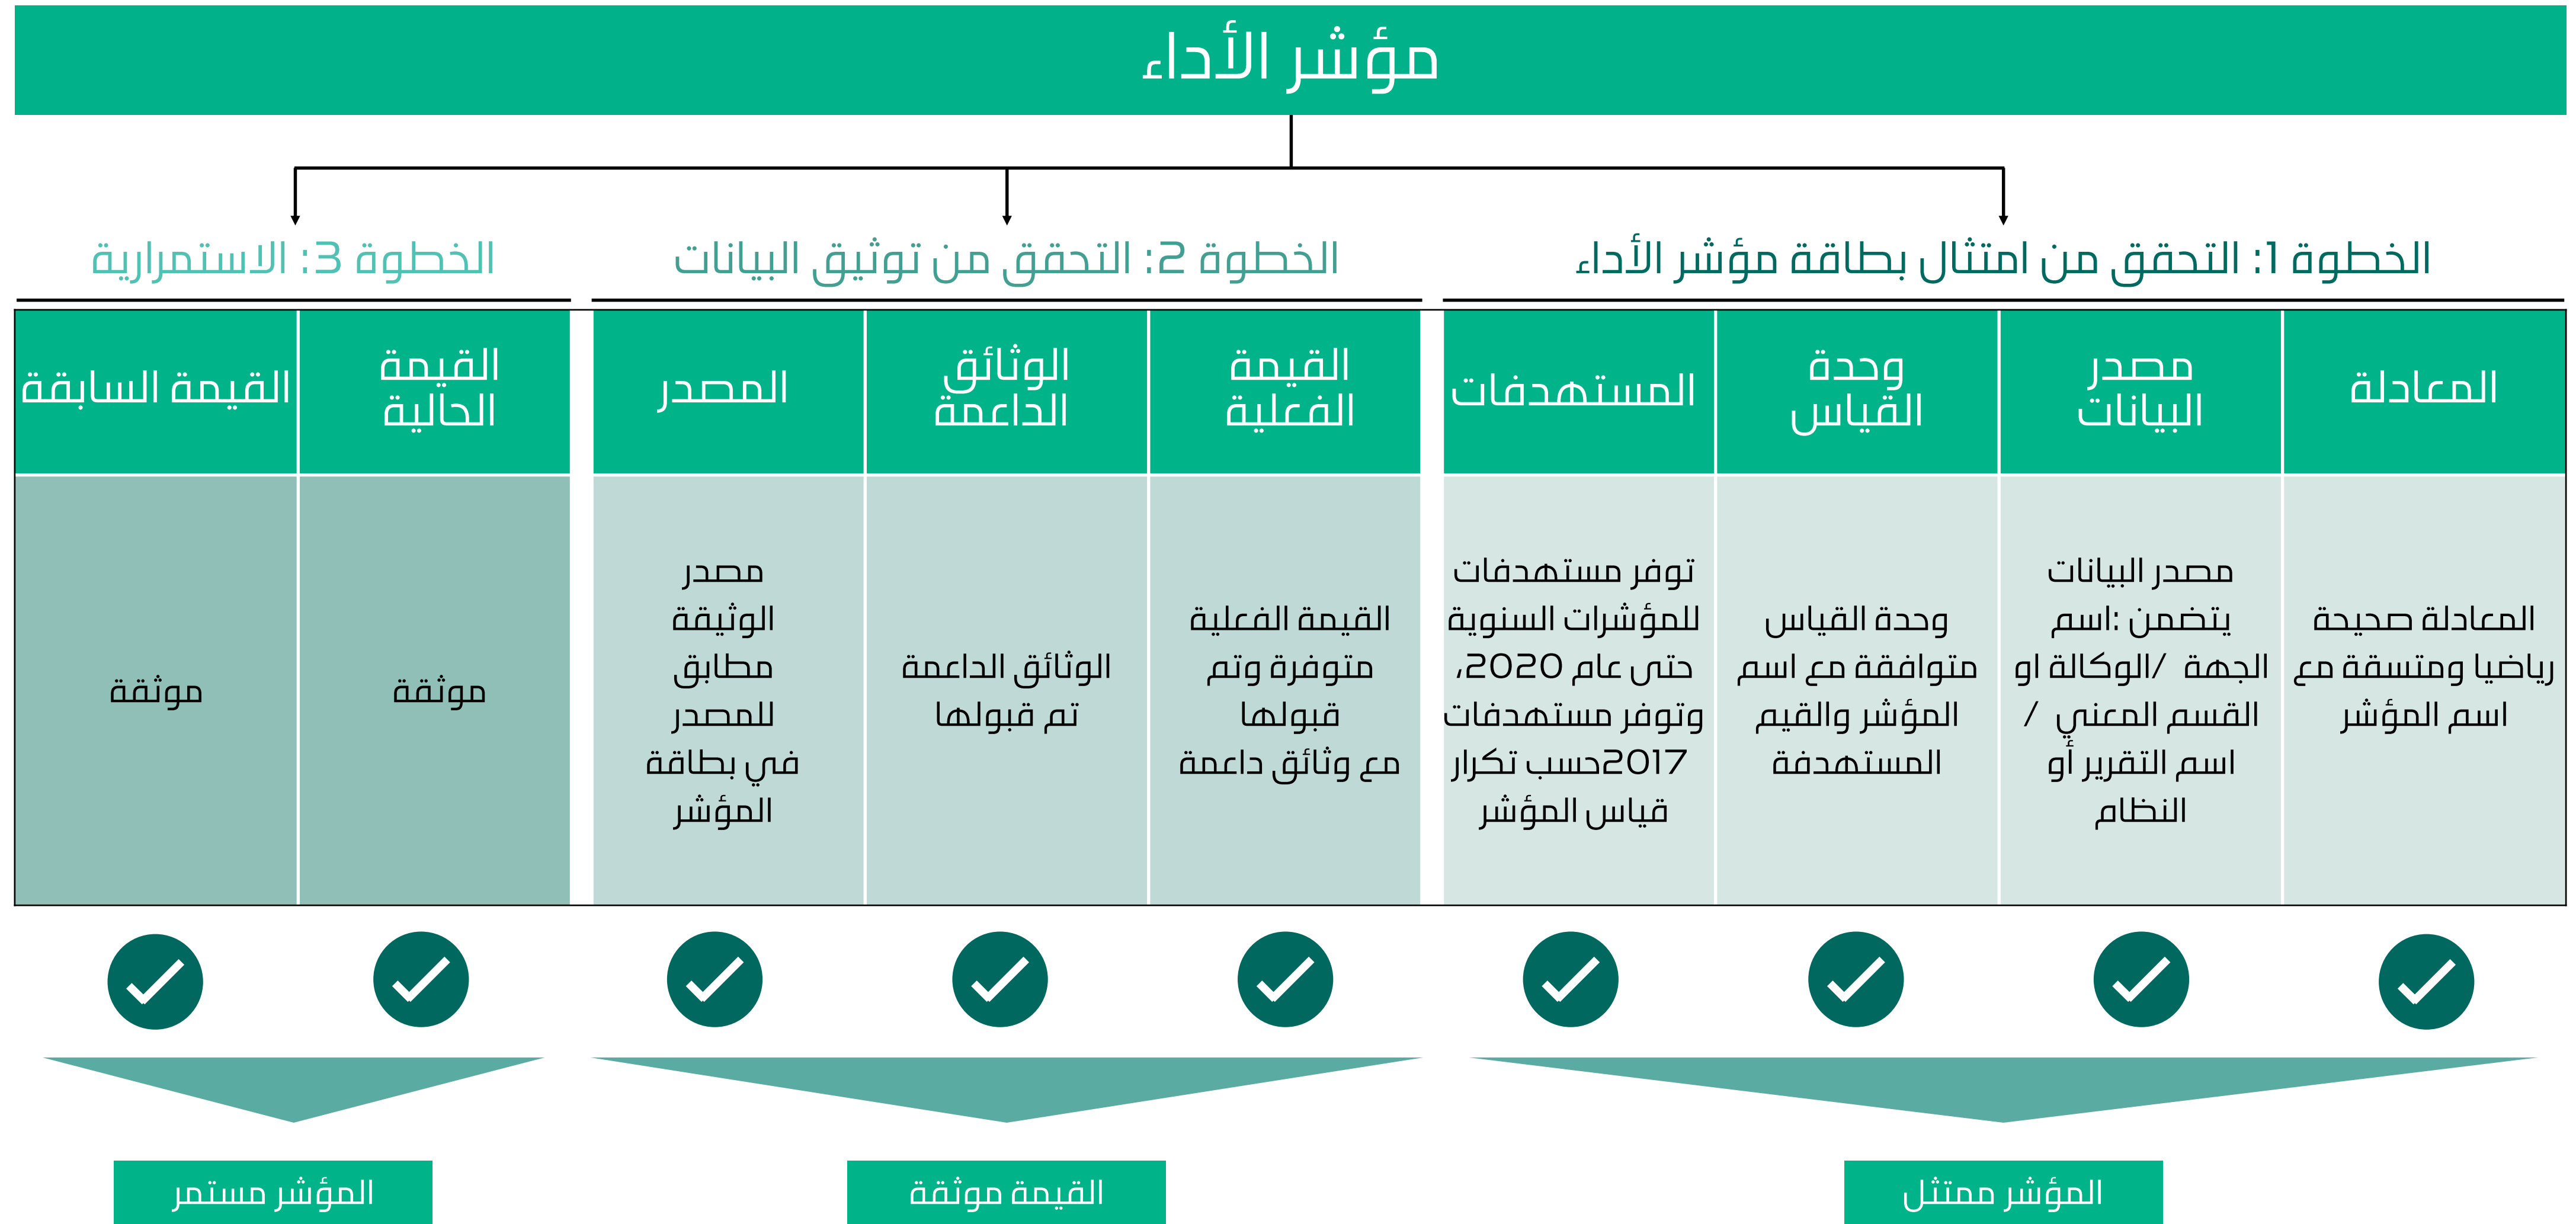 مؤشر الأداء
الخطوة 1: التحقق من امتثال بطاقة مؤشر الأداء
الخطوة 2: التحقق من توثيق البيانات
الخطوة 3: الاستمرارية
المعادلة
مصدر
البيانات
وحدة
القياس
المستهدفات
القيمة
الفعلية
الوثائق
الداعمة
المصدر
القيمة
الحالية
القيمة السابقة
المعادلة صحيحة
رياضيا ومتسقة مع
اسم المؤشر
مصدر البيانات
يتضمن :اسم
الجهة /الوكالة او
القسم المعني /
اسم التقرير أو
النظام
وحدة القياس
متوافقة مع اسم
المؤشر والقيم
المستهدفة
توفر مستهدفات
للمؤشرات السنوية
حتى عام 2020،
وتوفر مستهدفات
2017حسب تكرار
قياس المؤشر
القيمة الفعلية
متوفرة وتم
قبولها
مع وثائق داعمة
الوثائق الداعمة
تم قبولها
مصدر
الوثيقة
مطابق
للمصدر
في بطاقة
المؤشر
موثقة
موثقة
المؤشر ممتثل
القيمة موثقة
المؤشر مستمر